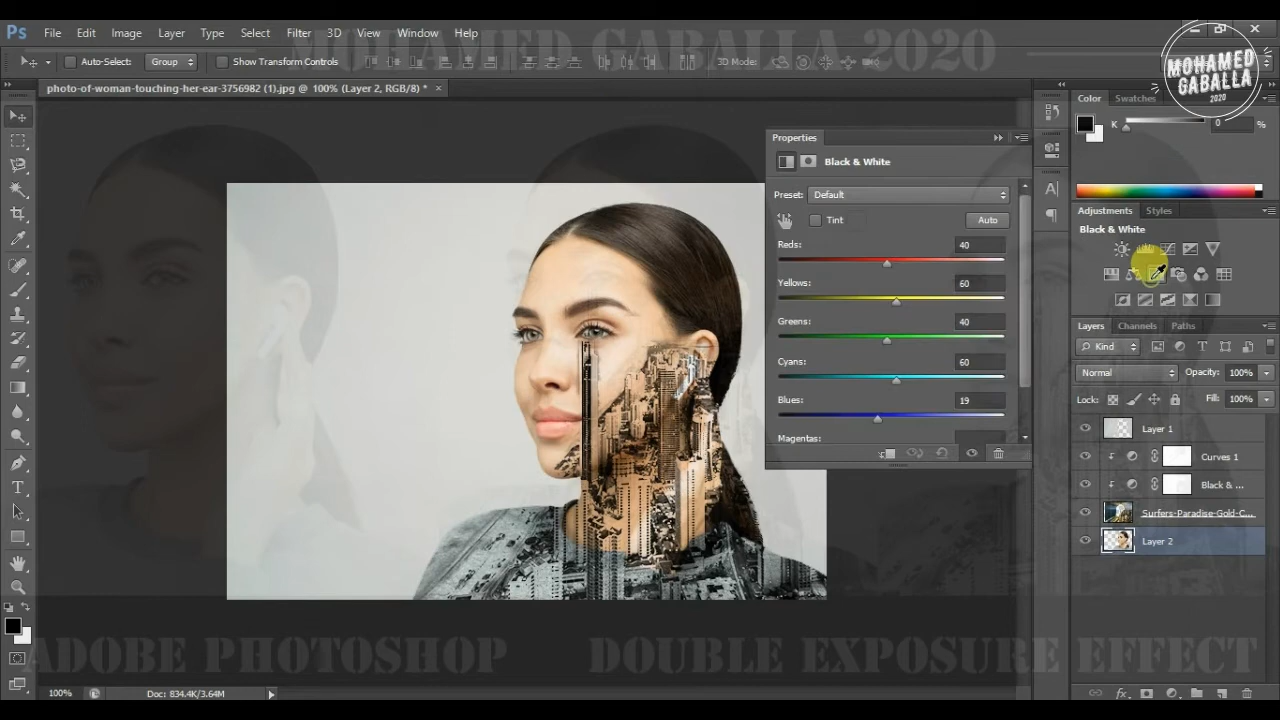 Ps File Edit Image Layer Type Select Filter 3D View Window Help
MOHAMED GABALLA 2020
MOHAMED
GABALLA
2020
Auto-Select: Group Show Transform Controls 3D Mode:
photo-of-woman-touching-her-ear-3756982 (1).jpg @ 100% (Layer 2, RGB/8) * ×
Color Swatches
K 0 %
Properties
Black & White
Preset: Default
Tint Auto
Reds: 40
Yellows: 60
Greens: 40
Cyans: 60
Blues: 19
Magentas:
Adjustments Styles
Black & White
Layers Channels Paths
Kind
Normal Opacity: 100%
Lock: Fill: 100%
Layer 1
Curves 1
Black & ...
Surfers-Paradise-Gold-C...
Layer 2
ADOBE PHOTOSHOP DOUBLE EXPOSURE EFFECT
100% Doc: 834.4K/3.64M